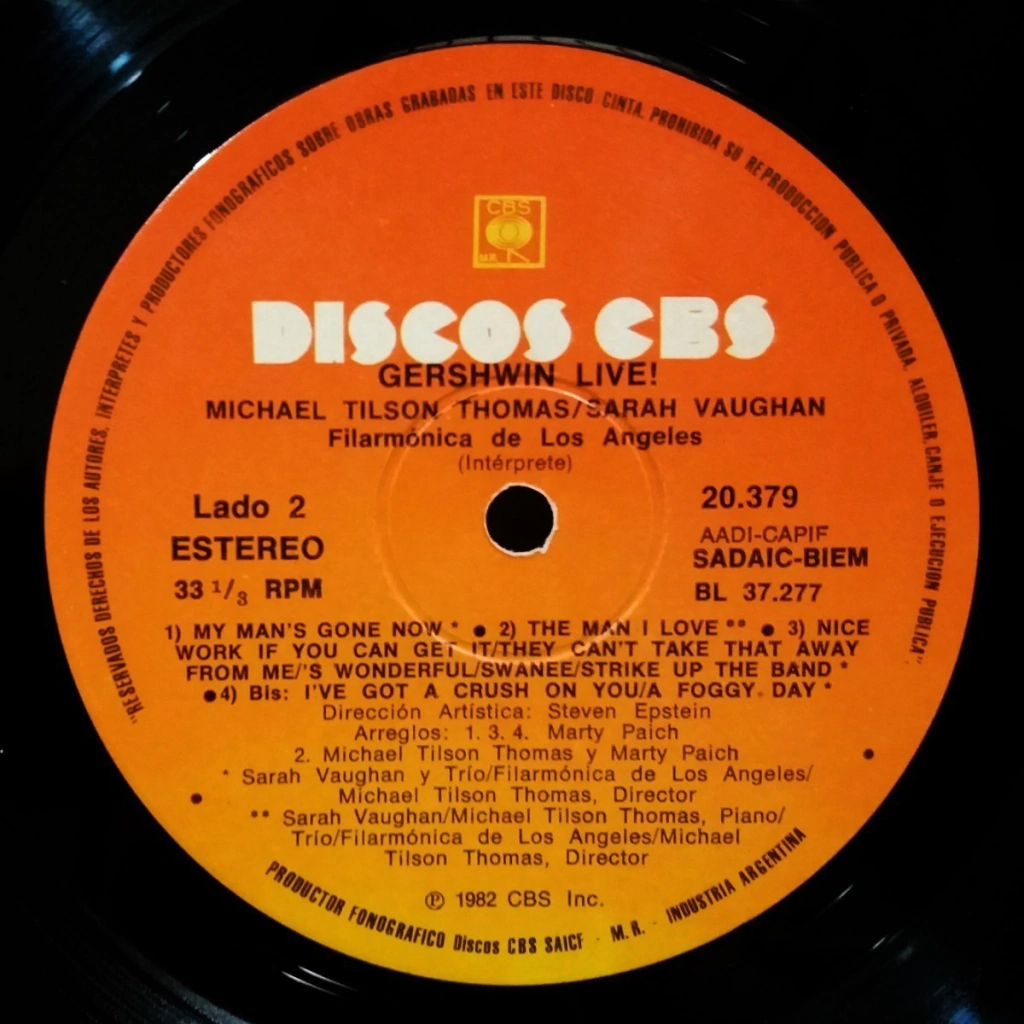 "RESERVADOS DERECHOS DE LOS AUTORES, INTERPRETES Y PRODUCTORES FONOGRAFICOS SOBRE OBRAS GRABADAS EN ESTE DISCO CINTA. PROHIBIDA SU REPRODUCCION PUBLICA O PRIVADA, ALQUILER, CANJE O EJECUCION PUBLICA"
CBS
M.R.
DISCOS CBS
GERSHWIN LIVE!
MICHAEL TILSON THOMAS/SARAH VAUGHAN
Filarmónica de Los Angeles
(Intérprete)
Lado 2
ESTEREO
33 1/3 RPM
20.379
AADI-CAPIF
SADAIC-BIEM
BL 37.277
1) MY MAN'S GONE NOW * ● 2) THE MAN I LOVE ** ● 3) NICE
WORK IF YOU CAN GET IT/THEY CAN'T TAKE THAT AWAY
FROM ME/'S WONDERFUL/SWANEE/STRIKE UP THE BAND *
●4) Bis: I'VE GOT A CRUSH ON YOU/A FOGGY DAY *
Dirección Artística: Steven Epstein
Arreglos: 1. 3. 4. Marty Paich
2. Michael Tilson Thomas y Marty Paich
* Sarah Vaughan y Trío/Filarmónica de Los Angeles/
Michael Tilson Thomas, Director
** Sarah Vaughan/Michael Tilson Thomas, Piano/
Trío/Filarmónica de Los Angeles/Michael
Tilson Thomas, Director
℗ 1982 CBS Inc.
PRODUCTOR FONOGRAFICO Discos CBS SAICF - M.R. - INDUSTRIA ARGENTINA